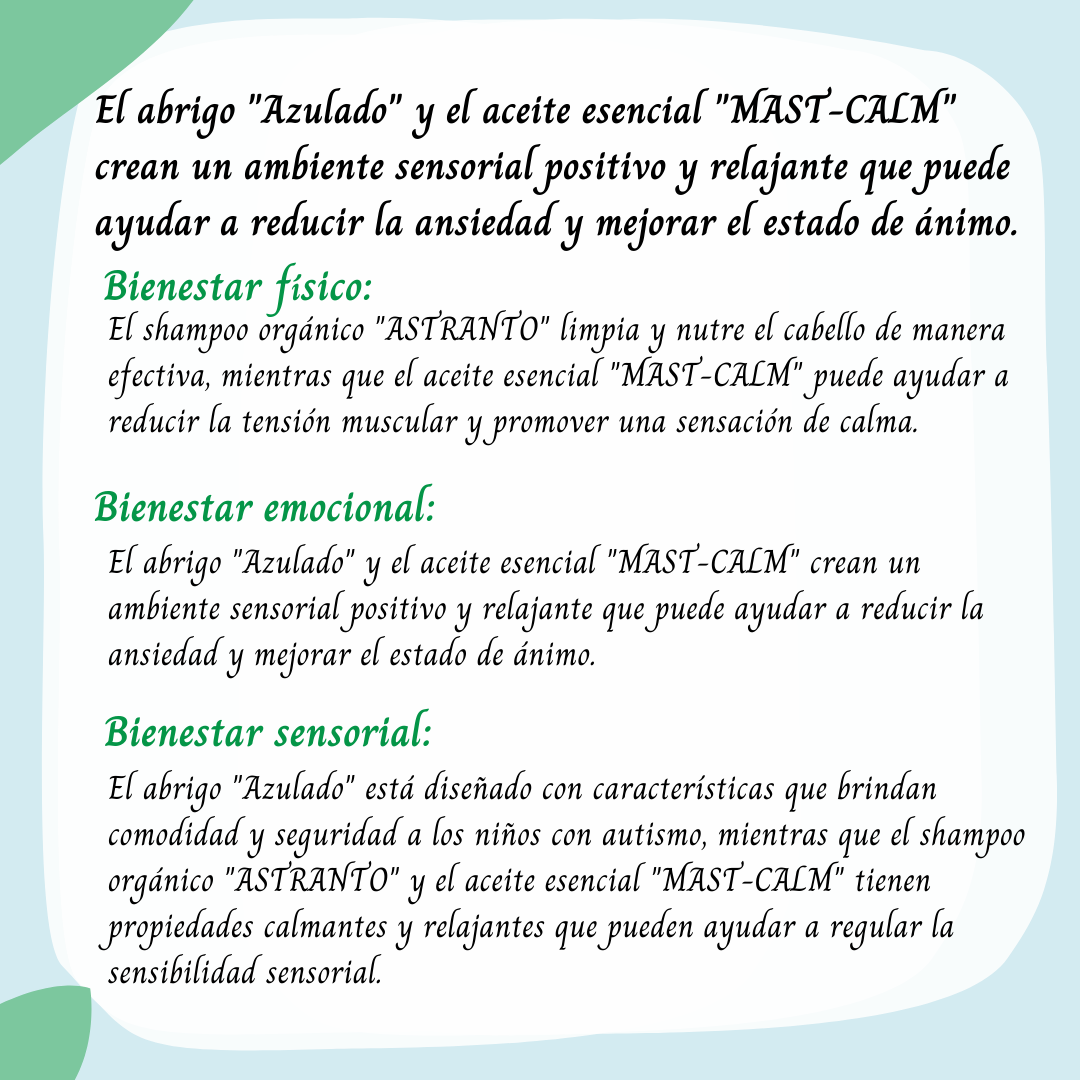 El abrigo "Azulado" y el aceite esencial "MAST-CALM"
crean un ambiente sensorial positivo y relajante que puede
ayudar a reducir la ansiedad y mejorar el estado de ánimo.
Bienestar físico:
El shampoo orgánico "ASTRANTO" limpia y nutre el cabello de manera
efectiva, mientras que el aceite esencial "MAST-CALM" puede ayudar a
reducir la tensión muscular y promover una sensación de calma.
Bienestar emocional:
El abrigo "Azulado" y el aceite esencial "MAST-CALM" crean un
ambiente sensorial positivo y relajante que puede ayudar a reducir la
ansiedad y mejorar el estado de ánimo.
Bienestar sensorial:
El abrigo "Azulado" está diseñado con características que brindan
comodidad y seguridad a los niños con autismo, mientras que el shampoo
orgánico "ASTRANTO" y el aceite esencial "MAST-CALM" tienen
propiedades calmantes y relajantes que pueden ayudar a regular la
sensibilidad sensorial.